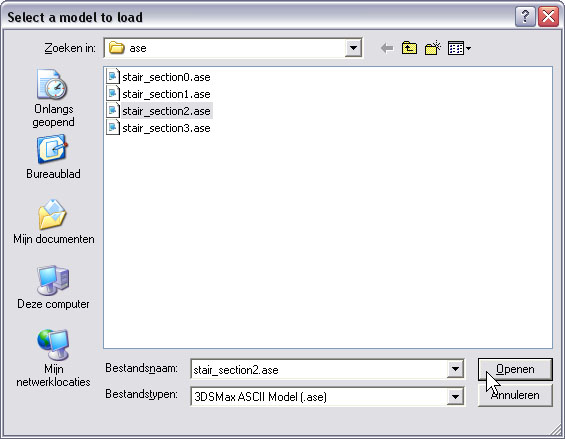 Select a model to load
Zoeken in: ase
stair_section0.ase
stair_section1.ase
stair_section2.ase
stair_section3.ase
Onlangs
geopend
Bureaublad
Mijn documenten
Deze computer
Mijn
netwerklocaties
Bestandsnaam: stair_section2.ase Openen
Bestandstypen: 3DSMax ASCII Model (.ase) Annuleren